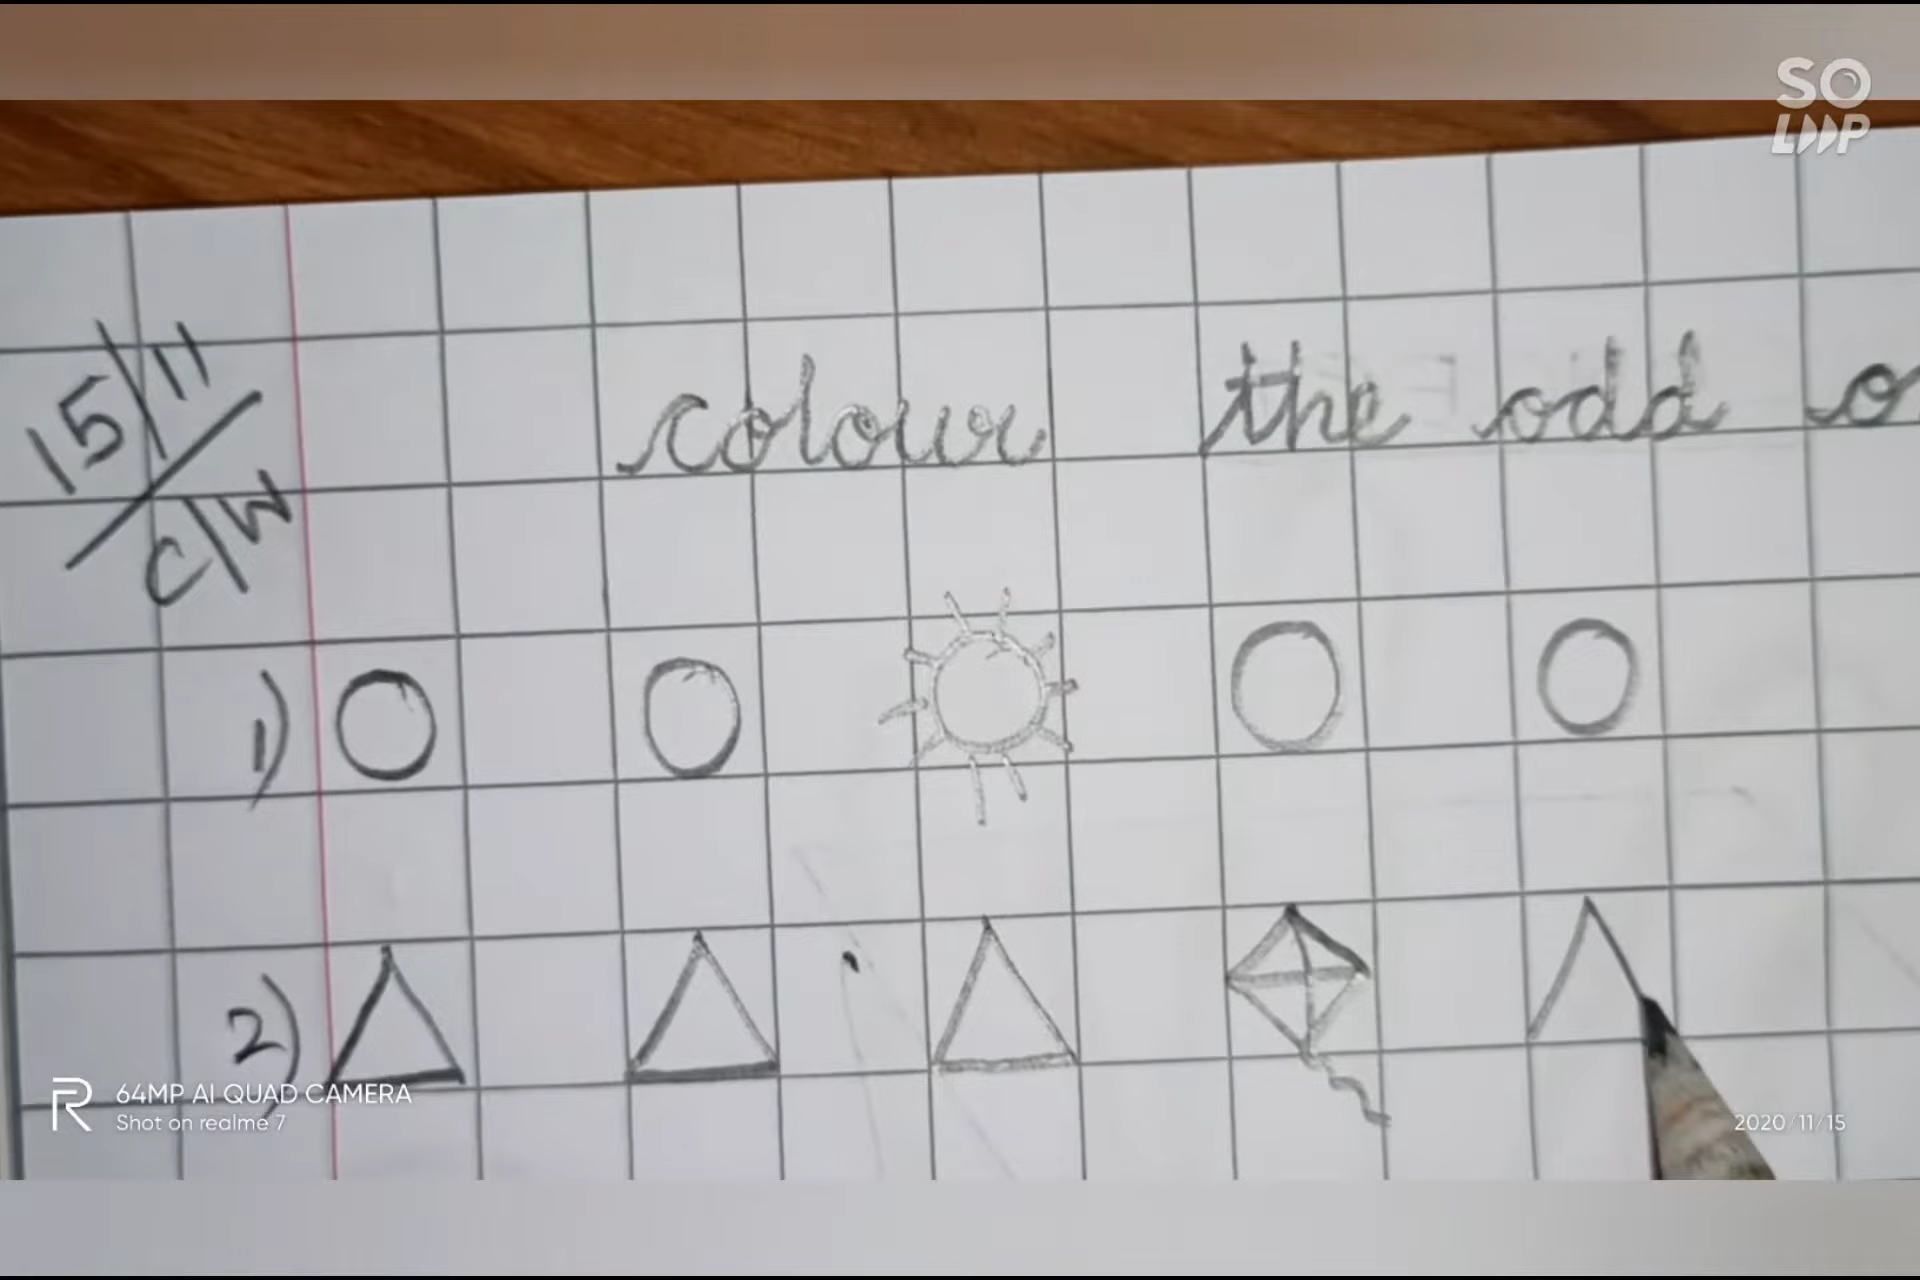 SO
LOOP
15/11
C/W
colour the odd
1)
2)
64MP AI QUAD CAMERA
Shot on realme 7
2020/11/15